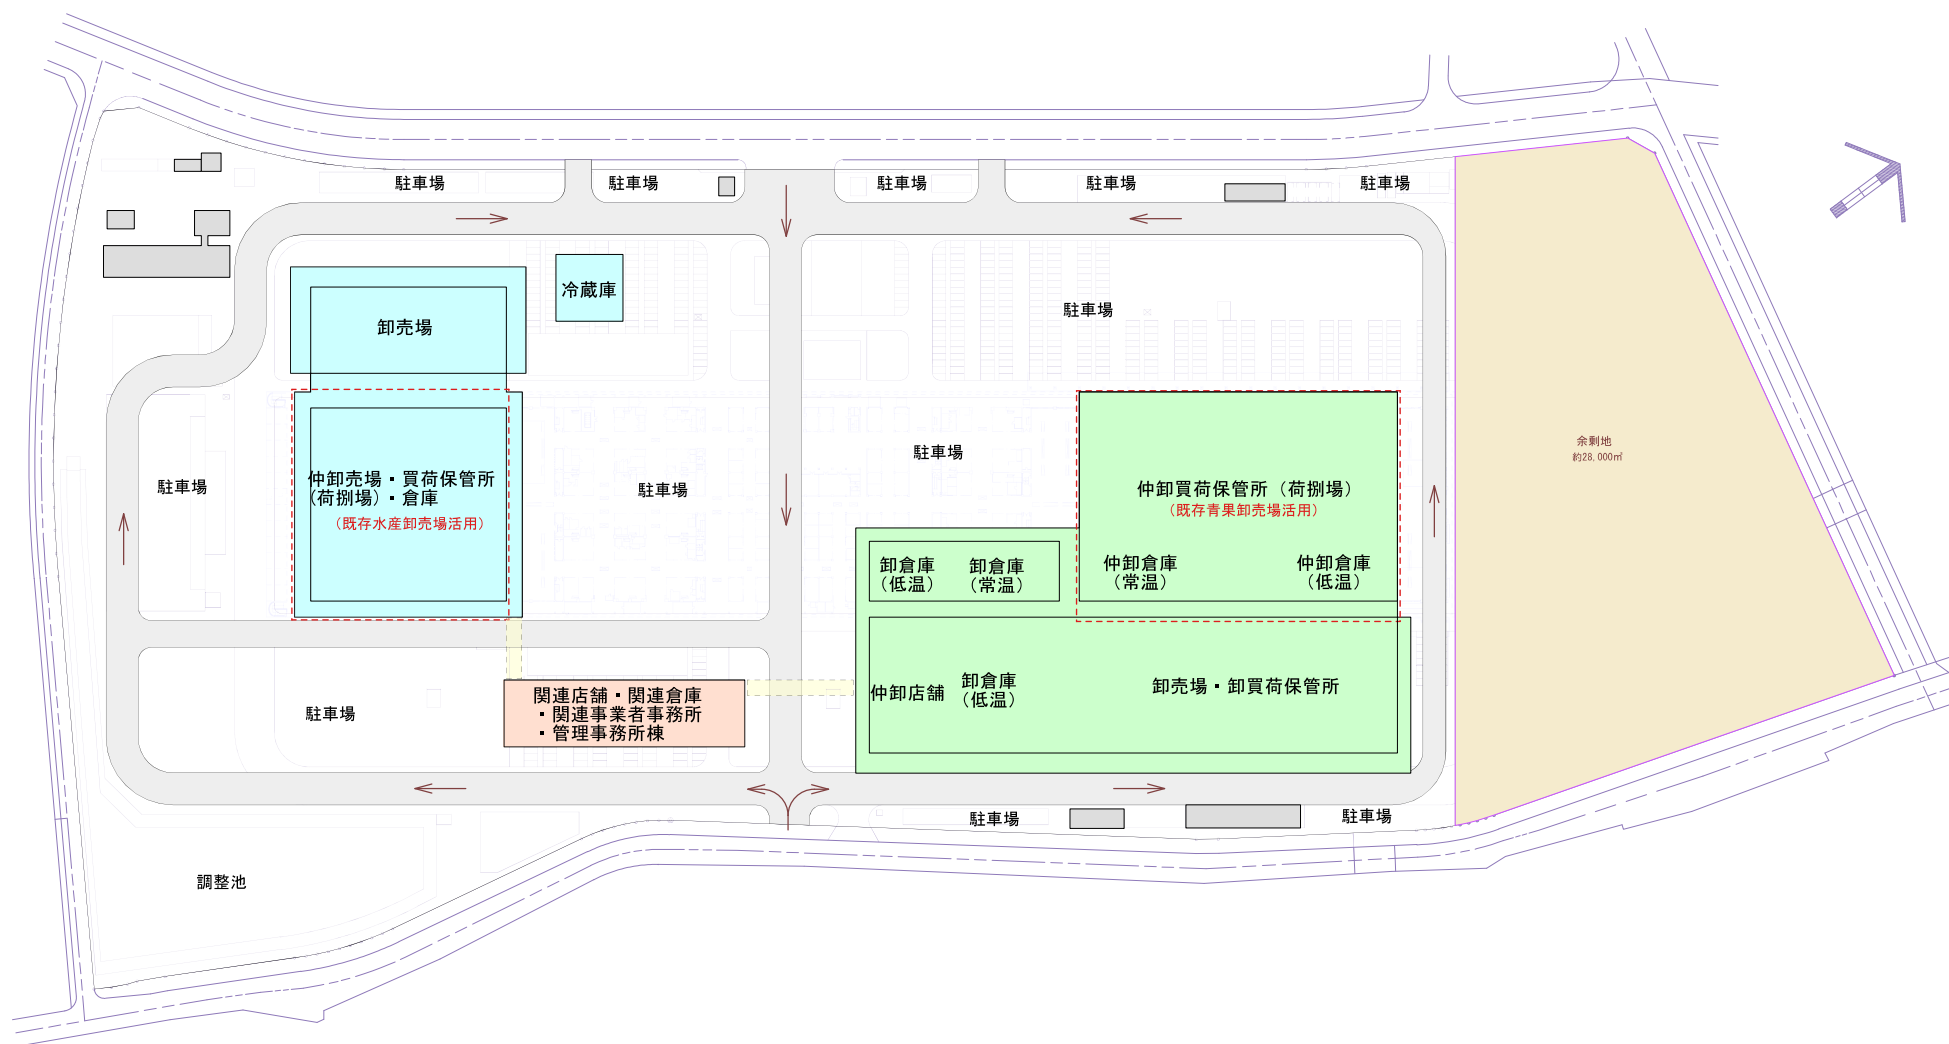 駐車場
駐車場
駐車場
駐車場
駐車場
冷蔵庫
卸売場
駐車場
余剰地
約28,000㎡
駐車場
駐車場
仲卸売場・買荷保管所
（荷捌場）・倉庫
（既存水産卸売場活用）
駐車場
仲卸買荷保管所（荷捌場）
（既存青果卸売場活用）
卸倉庫
（低温）
卸倉庫
（常温）
仲卸倉庫
（常温）
仲卸倉庫
（低温）
駐車場
関連店舗・関連倉庫
・関連事業者事務所
・管理事務所棟
仲卸店舗
卸倉庫
（低温）
卸売場・卸買荷保管所
駐車場
駐車場
調整池